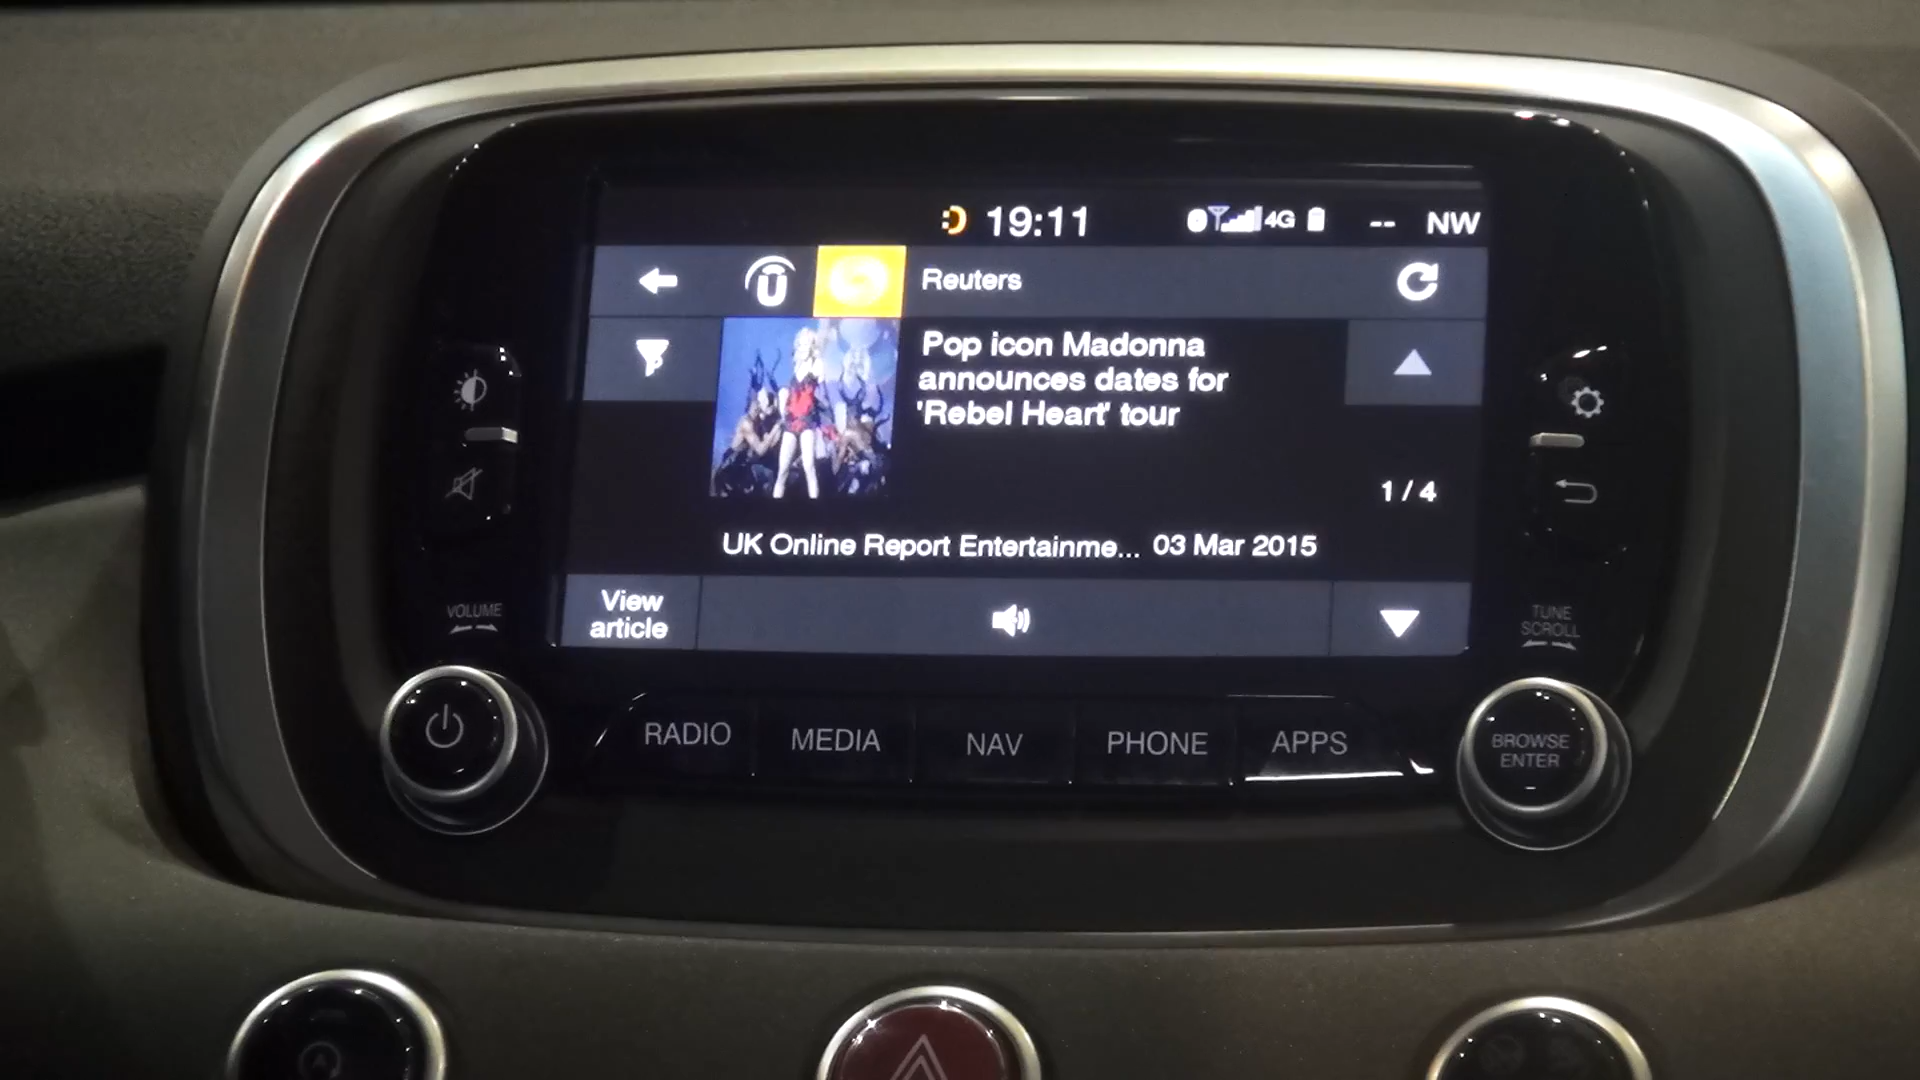 19:11
4G
-- NW
Reuters
Pop icon Madonna
announces dates for
'Rebel Heart' tour
1 / 4
UK Online Report Entertainme... 03 Mar 2015
View
article
VOLUME
TUNE
SCROLL
RADIO
MEDIA
NAV
PHONE
APPS
BROWSE
ENTER